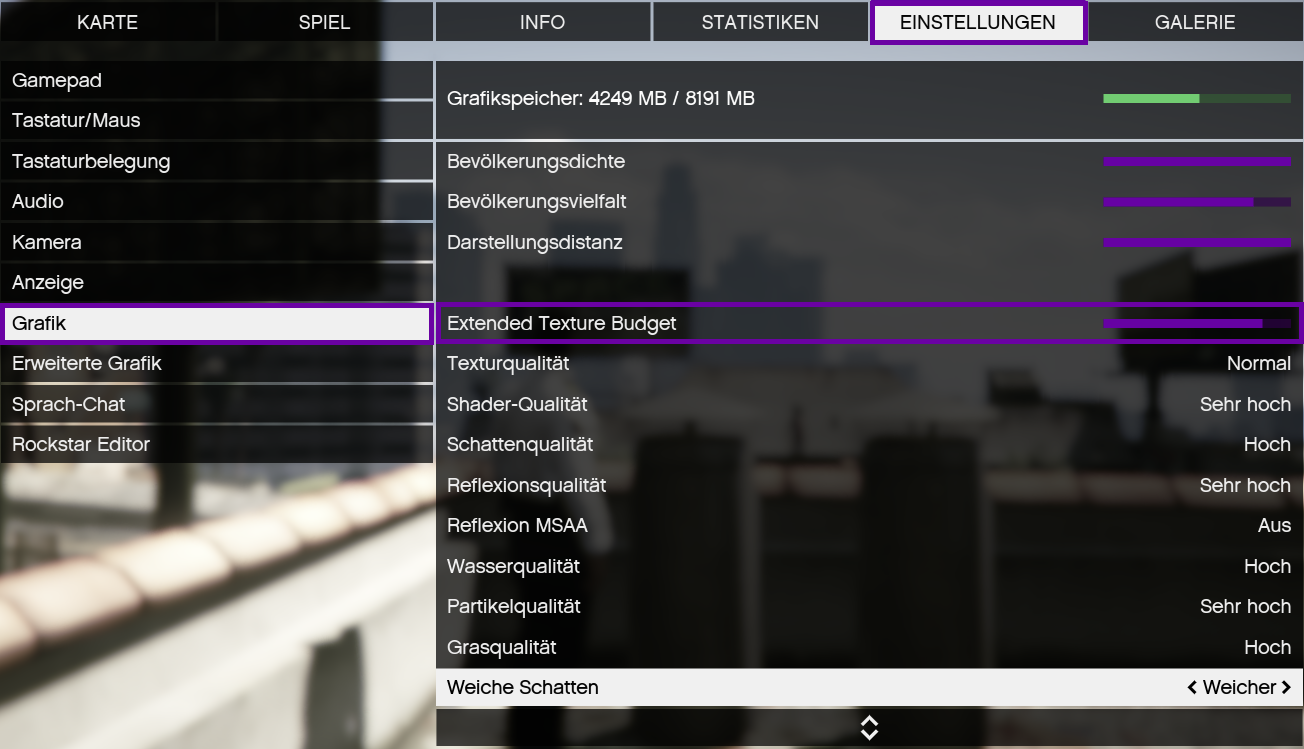 KARTE SPIEL INFO STATISTIKEN EINSTELLUNGEN GALERIE
Gamepad
Tastatur/Maus
Tastaturbelegung
Audio
Kamera
Anzeige
Grafik
Erweiterte Grafik
Sprach-Chat
Rockstar Editor
Grafikspeicher: 4249 MB / 8191 MB
Bevölkerungsdichte
Bevölkerungsvielfalt
Darstellungsdistanz
Extended Texture Budget
Texturqualität Normal
Shader-Qualität Sehr hoch
Schattenqualität Hoch
Reflexionsqualität Sehr hoch
Reflexion MSAA Aus
Wasserqualität Hoch
Partikelqualität Sehr hoch
Grasqualität Hoch
Weiche Schatten Weicher